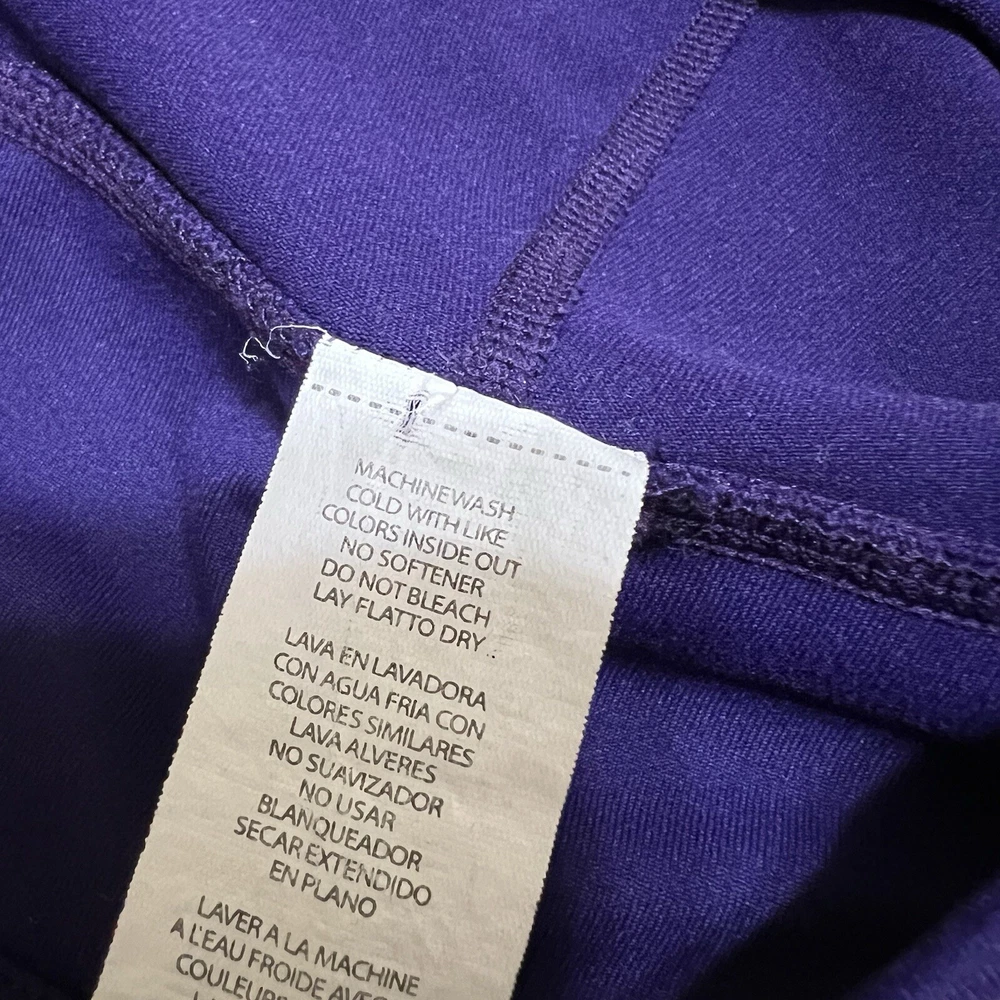 MACHINEWASH
COLD WITH LIKE
COLORS INSIDE OUT
NO SOFTENER
DO NOT BLEACH
LAY FLATTO DRY
LAVA EN LAVADORA
CON AGUA FRIA CON
COLORES SIMILARES
LAVA ALVERES
NO SUAVIZADOR
NO USAR
BLANQUEADOR
SECAR EXTENDIDO
EN PLANO
LAVER A LA MACHINE
A L'EAU FROIDE AVEC
COULEURS